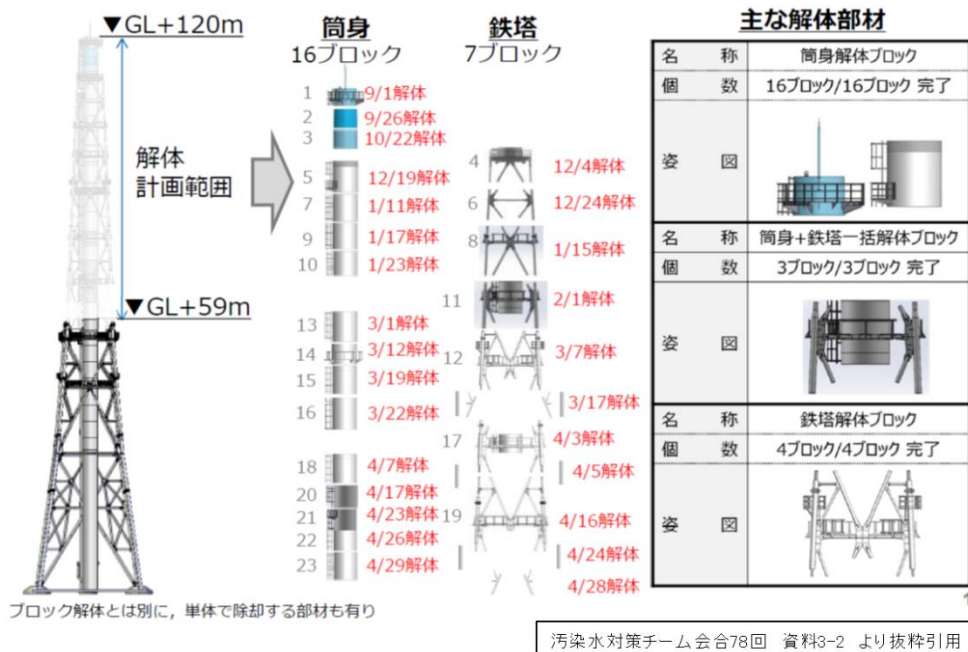 ▼GL+120m
解体
計画範囲
▼GL+59m
筒身
16ブロック
1 9/1解体
2 9/26解体
3 10/22解体
5 12/19解体
7 1/11解体
9 1/17解体
10 1/23解体
13 3/1解体
14 3/12解体
15 3/19解体
16 3/22解体
18 4/7解体
20 4/17解体
21 4/23解体
22 4/26解体
23 4/29解体
鉄塔
7ブロック
4 12/4解体
6 12/24解体
8 1/15解体
11 2/1解体
12 3/7解体
3/17解体
17 4/3解体
4/5解体
19 4/16解体
4/24解体
4/28解体
主な解体部材
名 称 筒身解体ブロック
個 数 16ブロック/16ブロック 完了
姿 図
名 称 筒身+鉄塔一括解体ブロック
個 数 3ブロック/3ブロック 完了
姿 図
名 称 鉄塔解体ブロック
個 数 4ブロック/4ブロック 完了
姿 図
ブロック解体とは別に，単体で除却する部材も有り
汚染水対策チーム会合78回 資料3-2 より抜粋引用